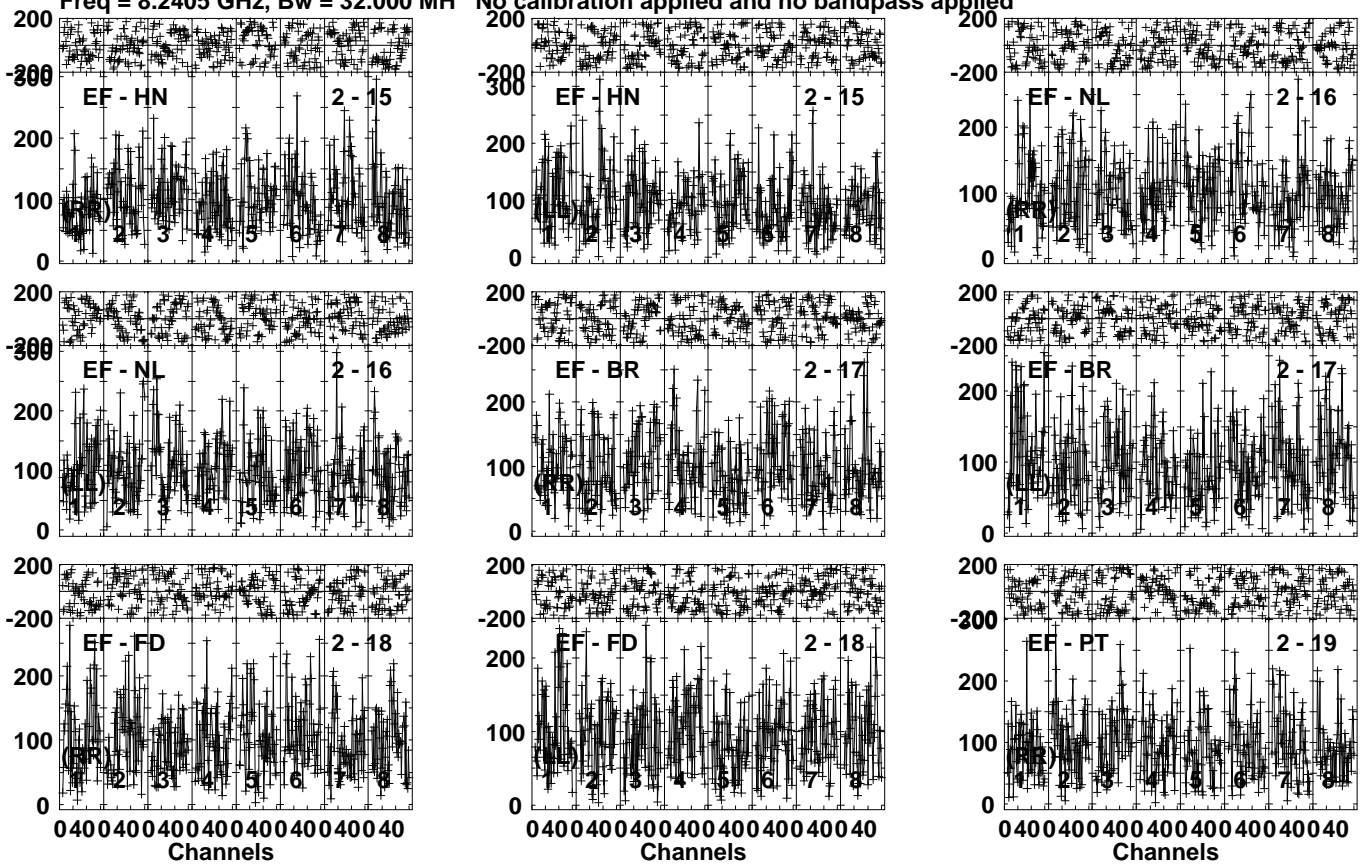 Freq = 8.2405 GHz, Bw = 32.000 MH No calibration applied and no bandpass applied
200 200 200
-200 -200 -200
300 300
EF - HN 2 - 15 EF - HN 2 - 15 EF - NL 2 - 16
200 200 200
100 100 100
(RR) (LL) (RR)
1 2 3 4 5 6 7 8 1 2 3 4 5 6 7 8 1 2 3 4 5 6 7 8
0 0 0
200 200 200
-200 -200 -200
300
EF - NL 2 - 16 EF - BR 2 - 17 EF - BR 2 - 17
200 200 200
100 100 100
(LL) (RR) (LL)
1 2 3 4 5 6 7 8 1 2 3 4 5 6 7 8 1 2 3 4 5 6 7 8
0 0 0
200 200 200
-200 -200 -200
300
EF - FD 2 - 18 EF - FD 2 - 18 EF - PT 2 - 19
200 200 200
100 100 100
(RR) (LL) (RR)
1 2 3 4 5 6 7 8 1 2 3 4 5 6 7 8 1 2 3 4 5 6 7 8
0 0 0
0 40 0 40 0 40 0 40 0 40 0 40 0 40 0 40 0 40 0 40 0 40 0 40 0 40 0 40 0 40 0 40 0 40 0 40 0 40 0 40 0 40 0 40 0 40 0 40
Channels Channels Channels